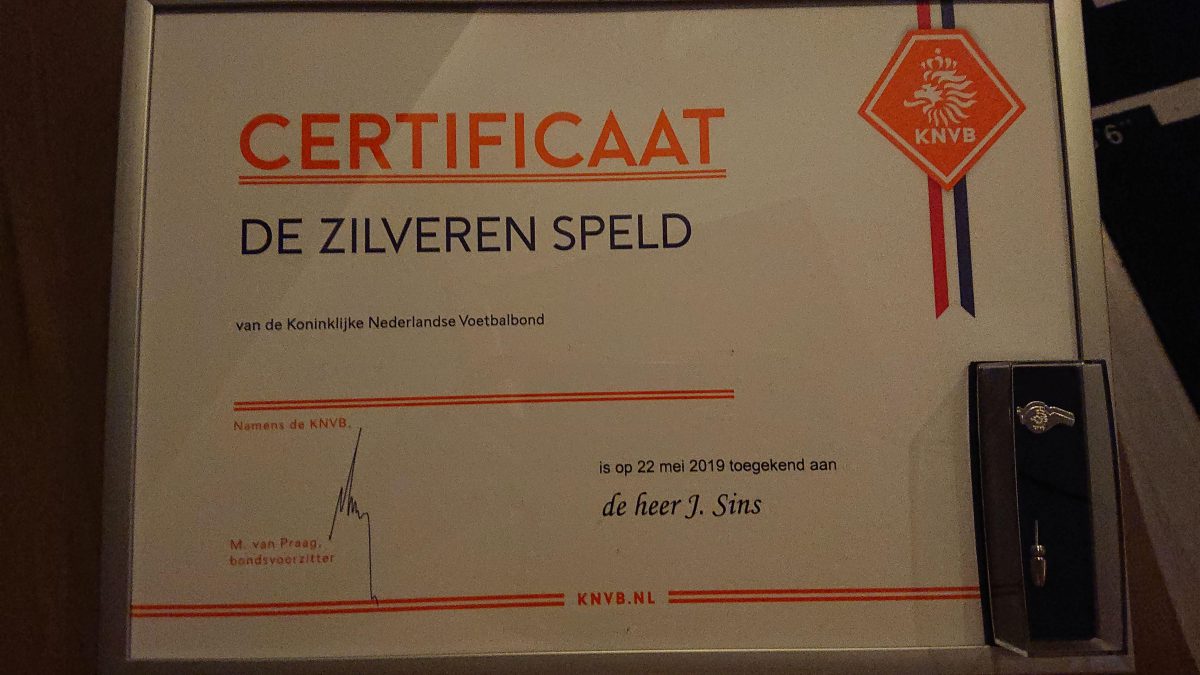 CERTIFICAAT
KNVB
DE ZILVEREN SPELD
van de Koninklijke Nederlandse Voetbalbond
Namens de KNVB,
is op 22 mei 2019 toegekend aan
de heer J. Sins
M. van Praag,
bondsvoorzitter
KNVB.NL
6"